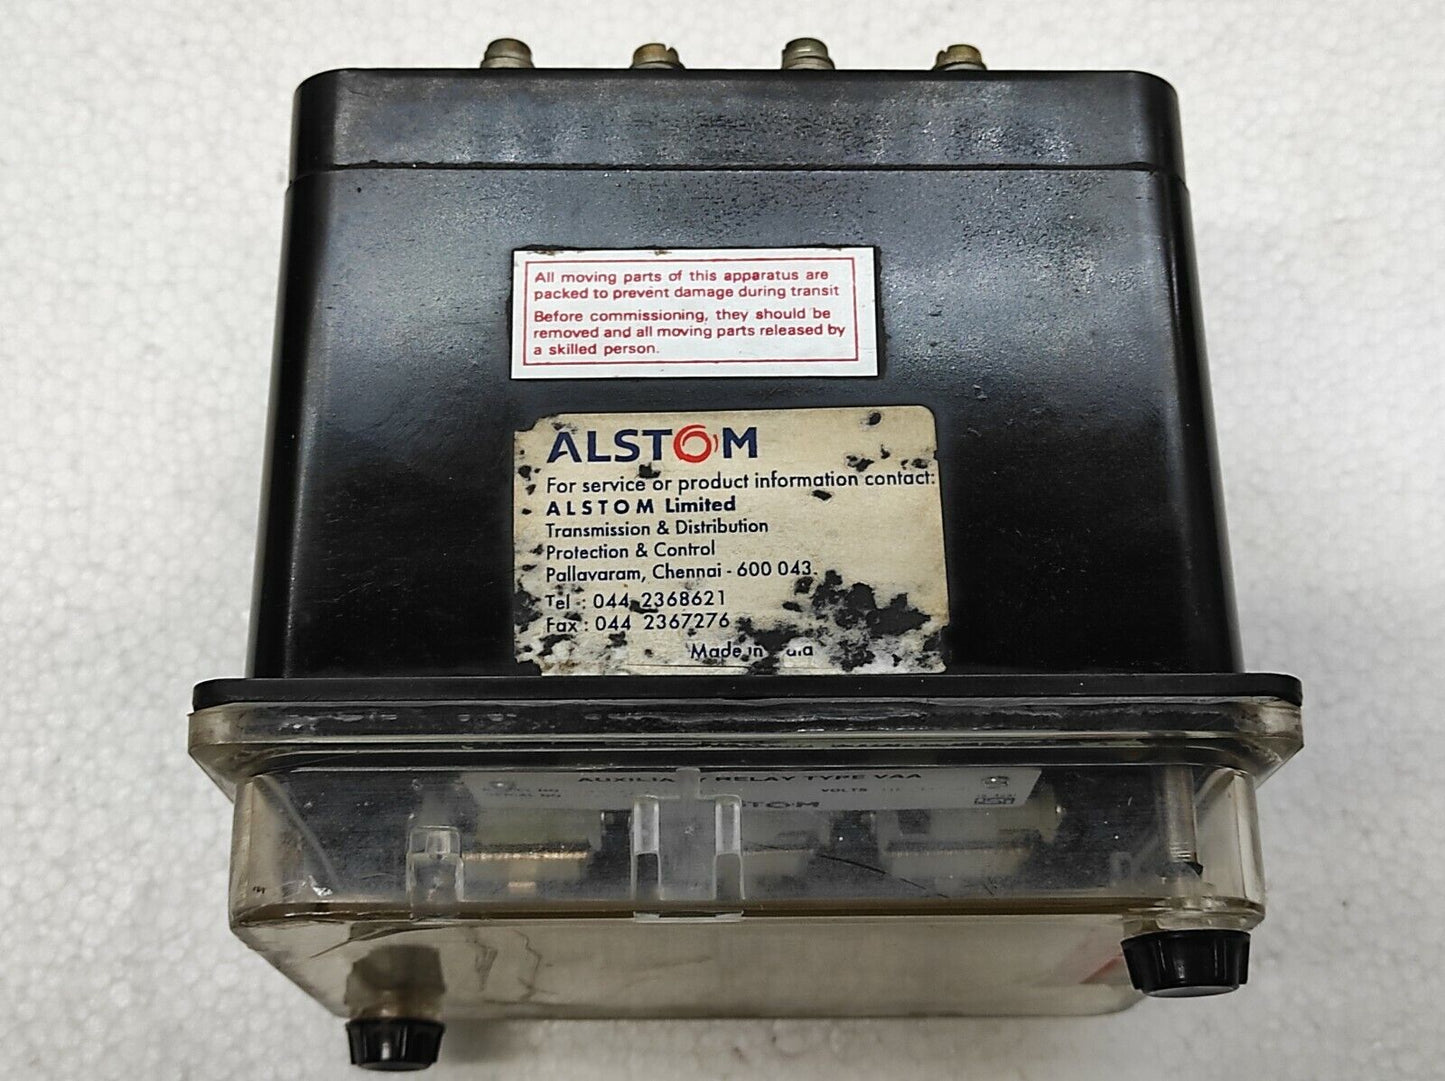 All moving parts of this apparatus are
packed to prevent damage during transit
Before commissioning, they should be
removed and all moving parts released by
a skilled person.
ALSTOM
For service or product information contact:
ALSTOM Limited
Transmission & Distribution
Protection & Control
Pallavaram, Chennai - 600 043.
Tel : 044 2368621
Fax : 044 2367276
Made in
RELAY TYPE VAA
VOLTS